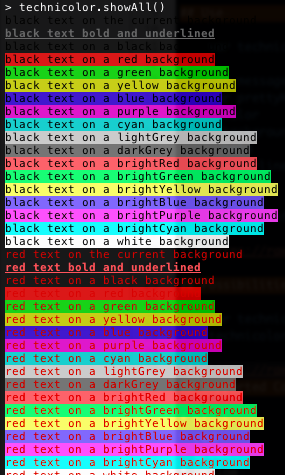 > technicolor.showAll()
black text on the current background
black text bold and underlined
black text on a black background
black text on a red background
black text on a green background
black text on a yellow background
black text on a blue background
black text on a purple background
black text on a cyan background
black text on a lightGrey background
black text on a darkGrey background
black text on a brightRed background
black text on a brightGreen background
black text on a brightYellow background
black text on a brightBlue background
black text on a brightPurple background
black text on a brightCyan background
black text on a white background
red text on the current background
red text bold and underlined
red text on a black background
red text on a red background
red text on a green background
red text on a yellow background
red text on a blue background
red text on a purple background
red text on a cyan background
red text on a lightGrey background
red text on a darkGrey background
red text on a brightRed background
red text on a brightGreen background
red text on a brightYellow background
red text on a brightBlue background
red text on a brightPurple background
red text on a brightCyan background
red text on a white background